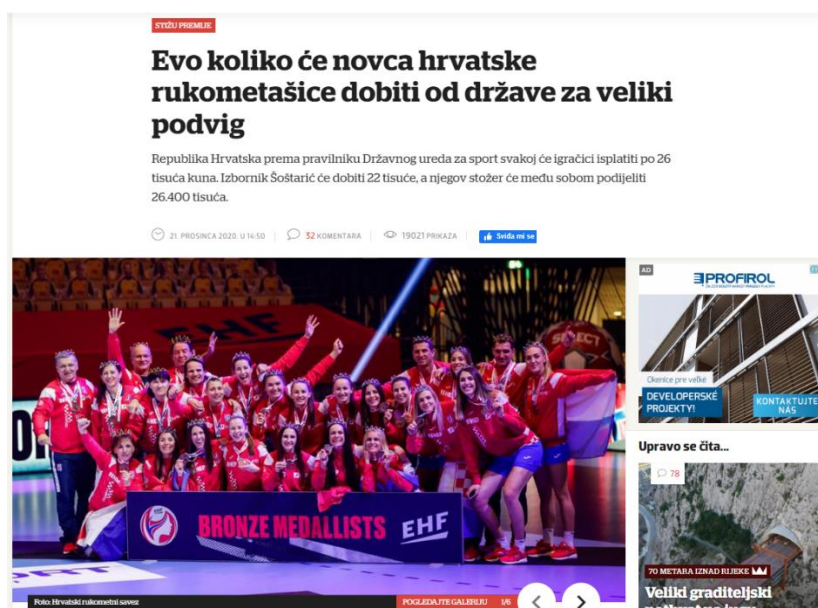 STIŽU PREMIJE
Evo koliko će novca hrvatske
rukometašice dobiti od države za veliki
podvig
Republika Hrvatska prema pravilniku Državnog ureda za sport svakoj će igračici isplatiti po 26
tisuća kuna. Izbornik Šoštarić će dobiti 22 tisuće, a njegov stožer će među sobom podijeliti
26.400 tisuća.
21. PROSINCA 2020. U 14:50
32 KOMENTARA
19021 PRIKAZA
Sviđa mi se
EHF
SELECT
BRONZE MEDALLISTS
EHF
Foto: Hrvatski rukometni savez
POGLEDAJTE GALERIJU 1/6
AD
PROFIROL
Okenice pre veľké
DEVELOPERSKÉ
PROJEKTY!
KONTAKTUJTE
NÁS
Upravo se čita...
78
70 METARA IZNAD RIJEKE
Veliki graditeljski